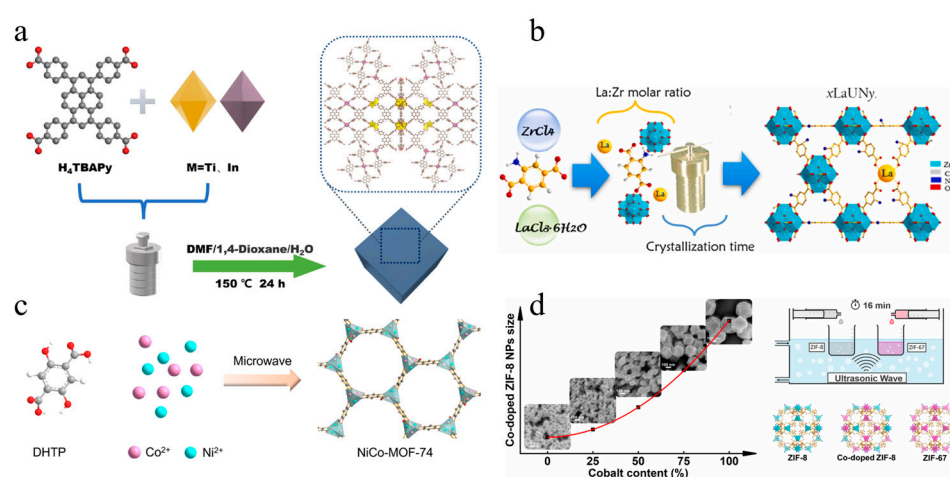 a
H₄TBAPy
M=Ti、In
DMF/1,4-Dioxane/H₂O
150 ℃ 24 h
b
La:Zr molar ratio
xLaUNy.
ZrCl₄
La
La
La
LaCl₃·6H₂O
Crystallization time
c
Microwave
DHTP
Co²⁺
Ni²⁺
NiCo-MOF-74
d
Co-doped ZIF-8 NPs size
0
25
50
75
100
Cobalt content (%)
16 min
ZIF-8
ZIF-67
Ultrasonic Wave
ZIF-8
Co-doped ZIF-8
ZIF-67